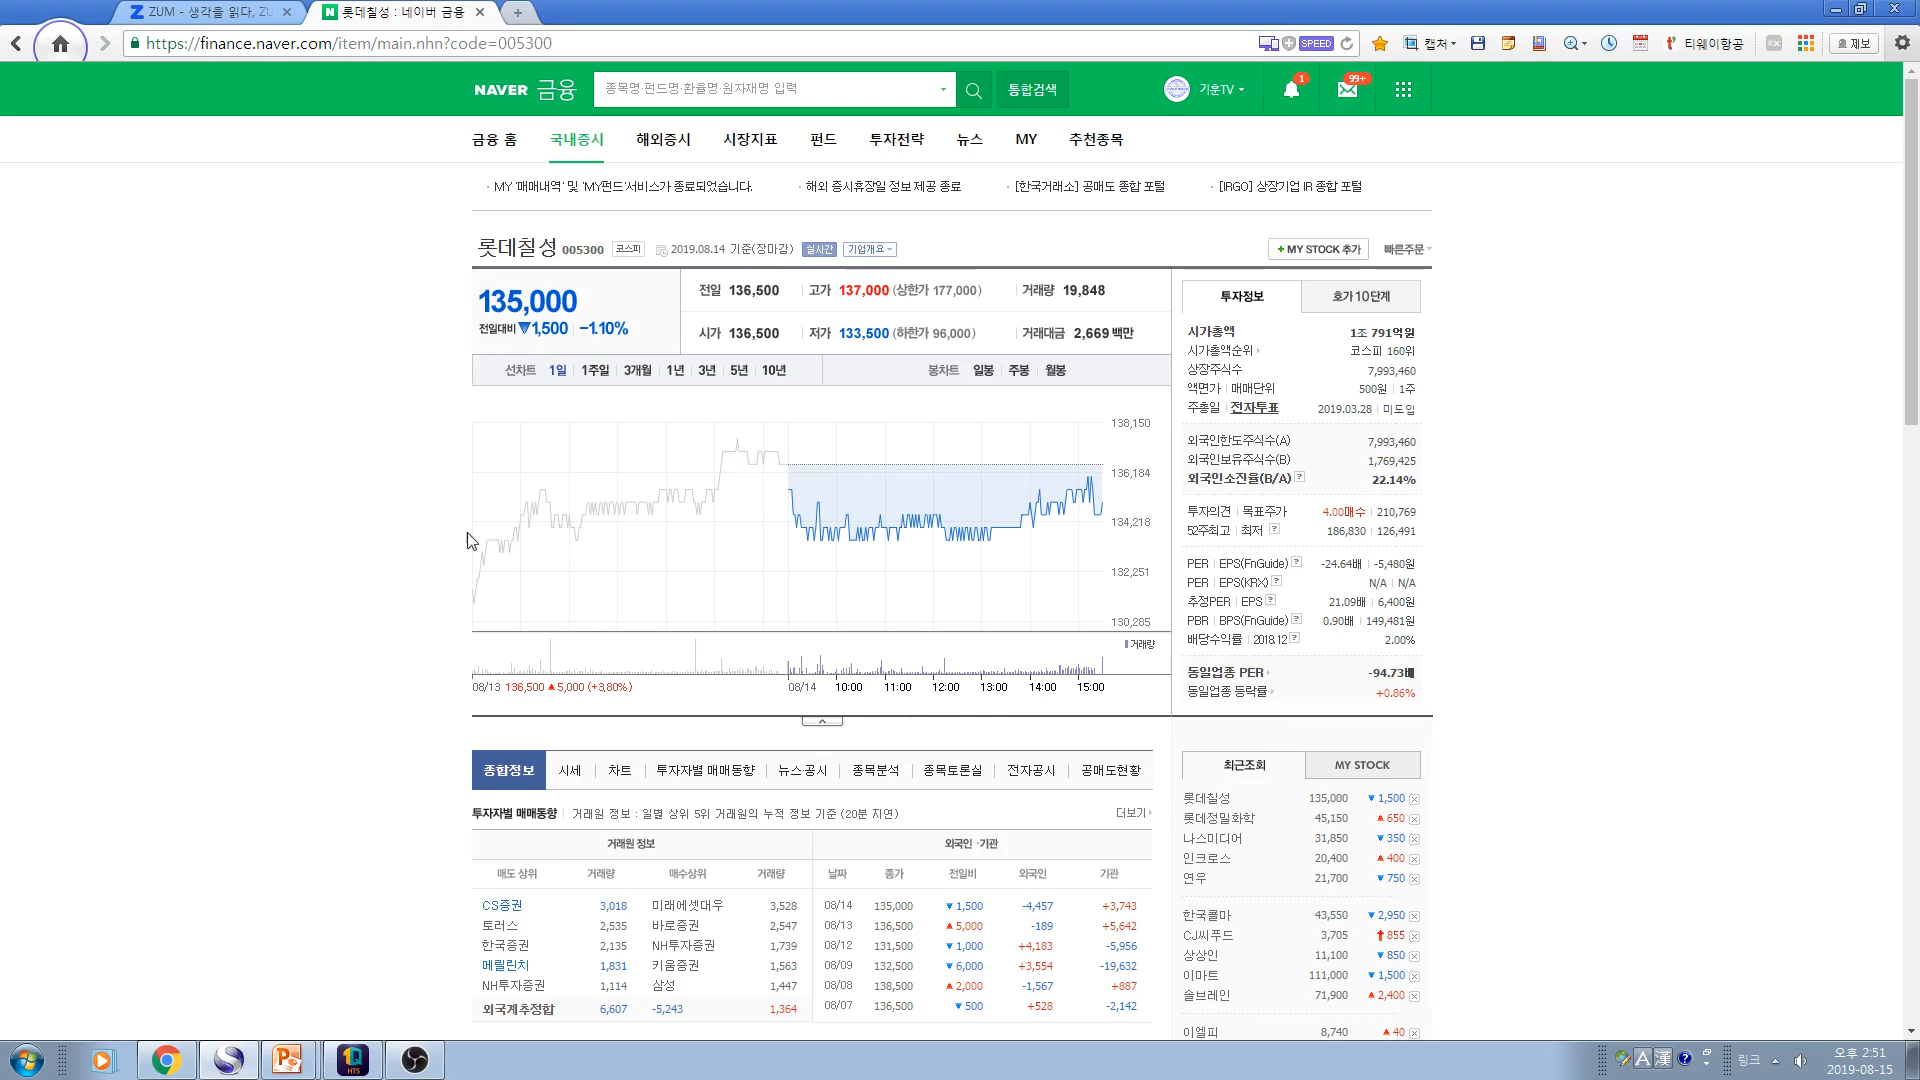 ZUM - 생각을 읽다, ZU
롯데칠성 : 네이버 금융
https://finance.naver.com/item/main.nhn?code=005300
SPEED
캡처
티웨이항공
제보
NAVER 금융
종목명·펀드명·환율명·원자재명 입력
통합검색
기훈TV
1
99+
금융 홈 국내증시 해외증시 시장지표 펀드 투자전략 뉴스 MY 추천종목
· MY '매매내역' 및 'MY펀드'서비스가 종료되었습니다.
· 해외 증시휴장일 정보 제공 종료
· [한국거래소] 공매도 종합 포털
· [IRGO] 상장기업 IR 종합 포털
롯데칠성 005300 코스피 2019.08.14 기준(장마감) 실시간 기업개요
+ MY STOCK 추가 빠른주문
135,000
전일대비 ▼1,500 -1.10%
전일 136,500 고가 137,000 (상한가 177,000) 거래량 19,848
시가 136,500 저가 133,500 (하한가 96,000) 거래대금 2,669 백만
선차트 1일 1주일 3개월 1년 3년 5년 10년
봉차트 일봉 주봉 월봉
138,150
136,184
134,218
132,251
130,285
거래량
08/13 136,500 ▲5,000 (+3,80%)
08/14 10:00 11:00 12:00 13:00 14:00 15:00
투자정보 호가 10단계
시가총액 1조 791억원
시가총액순위 코스피 160위
상장주식수 7,993,460
액면가 매매단위 500원 1주
주총일 전자투표 2019.03.28 미도입
외국인한도주식수(A) 7,993,460
외국인보유주식수(B) 1,769,425
외국인소진율(B/A) ? 22.14%
투자의견 목표주가 4.00매수 210,769
52주최고 최저 ? 186,830 126,491
PER EPS(FnGuide) ? -24.64배 -5,480원
PER EPS(KRX) ? N/A N/A
추정PER EPS ? 21.09배 6,400원
PBR BPS(FnGuide) ? 0.90배 149,481원
배당수익률 2018.12 ? 2.00%
동일업종 PER -94.73배
동일업종 등락률 +0.86%
종합정보 시세 차트 투자자별 매매동향 뉴스·공시 종목분석 종목토론실 전자공시 공매도현황
투자자별 매매동향 거래원 정보 : 일별 상위 5위 거래원의 누적 정보 기준 (20분 지연) 더보기
거래원 정보 외국인 ·기관
매도 상위 거래량 매수상위 거래량 날짜 종가 전일비 외국인 기관
CS증권 3,018 미래에셋대우 3,528 08/14 135,000 ▼1,500 -4,457 +3,743
토러스 2,535 바로증권 2,547 08/13 136,500 ▲5,000 -189 +5,642
한국증권 2,135 NH투자증권 1,739 08/12 131,500 ▼1,000 +4,183 -5,956
메릴린치 1,831 키움증권 1,563 08/09 132,500 ▼6,000 +3,554 -19,632
NH투자증권 1,114 삼성 1,447 08/08 138,500 ▲2,000 -1,567 +887
외국계추정합 6,607 -5,243 1,364 08/07 136,500 ▼500 +528 -2,142
최근조회 MY STOCK
롯데칠성 135,000 ▼1,500
롯데정밀화학 45,150 ▲650
나스미디어 31,850 ▼350
인크로스 20,400 ▲400
연우 21,700 ▼750
한국콜마 43,550 ▼2,950
CJ씨푸드 3,705 ↑855
상상인 11,100 ▼850
이마트 111,000 ▼1,500
솔브레인 71,900 ▲2,400
이엘피 8,740 ▲40
HTS
A 漢
링크
오후 2:51
2019-08-15